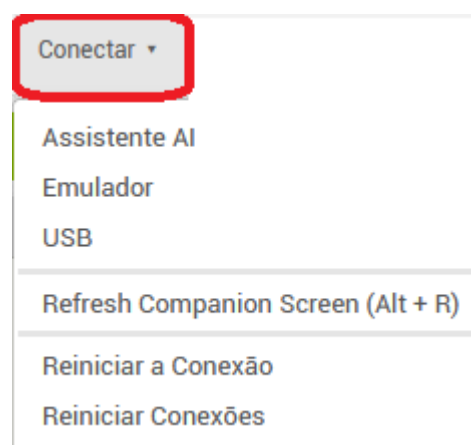 Conectar
Assistente AI
Emulador
USB
Refresh Companion Screen (Alt + R)
Reiniciar a Conexão
Reiniciar Conexões